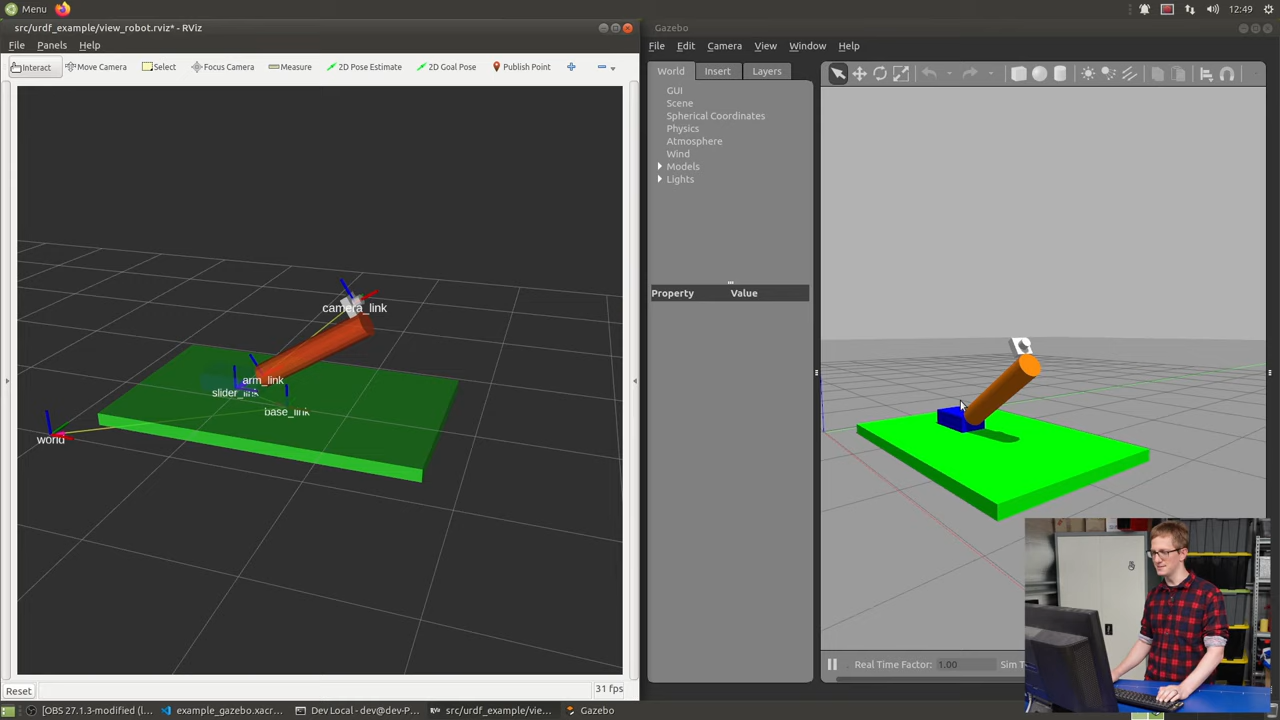 Menu
12:49
src/urdf_example/view_robot.rviz* - RViz
File Panels Help
Interact Move Camera Select Focus Camera Measure 2D Pose Estimate 2D Goal Pose Publish Point
camera_link
arm_link
slider_link
base_link
world
Reset
31 fps
Gazebo
File Edit Camera View Window Help
World Insert Layers
GUI
Scene
Spherical Coordinates
Physics
Atmosphere
Wind
Models
Lights
Property Value
Real Time Factor: 1.00 Sim T
[OBS 27.1.3-modified (l... example_gazebo.xacr... Dev Local - dev@dev-P... src/urdf_example/vie... Gazebo